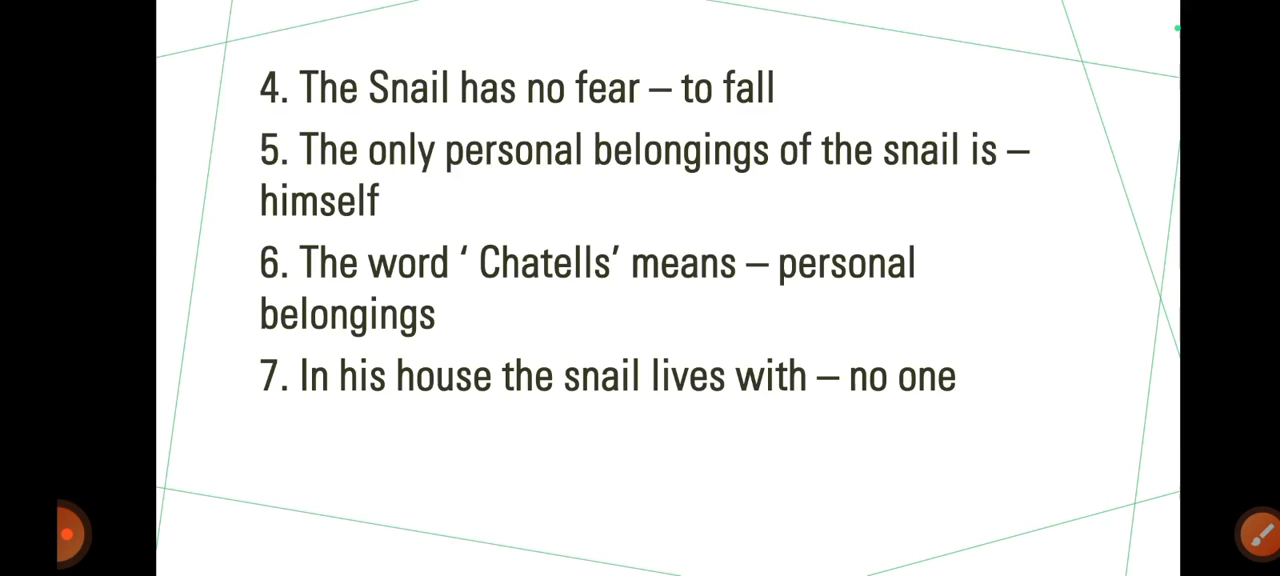 4. The Snail has no fear – to fall
5. The only personal belongings of the snail is –
himself
6. The word ‘ Chatells’ means – personal
belongings
7. In his house the snail lives with – no one